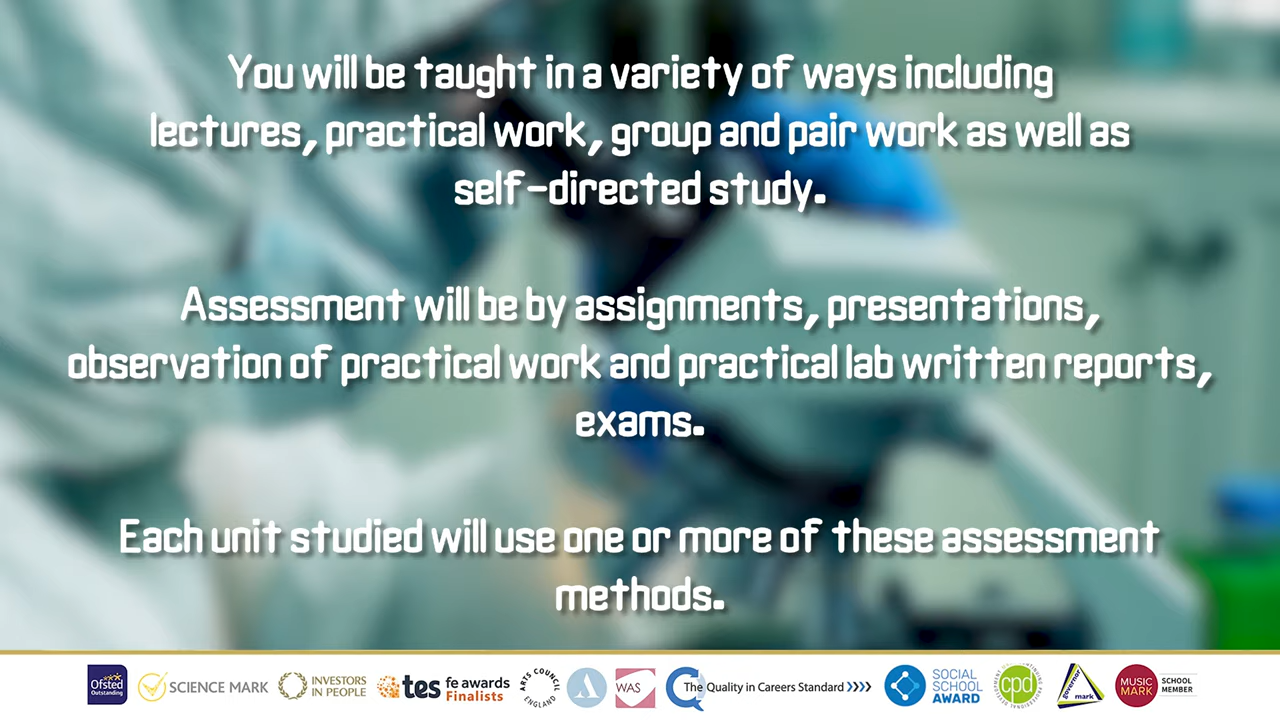 You will be taught in a variety of ways including
lectures, practical work, group and pair work as well as
self-directed study.
Assessment will be by assignments, presentations,
observation of practical work and practical lab written reports,
exams.
Each unit studied will use one or more of these assessment
methods.
Ofsted
Outstanding
SCIENCE MARK
INVESTORS
IN PEOPLE
tes fe awards
Finalists
ARTS COUNCIL
ENGLAND
A
WAS
The Quality in Careers Standard
SOCIAL
SCHOOL
AWARD
cpd
governor
mark
MUSIC
MARK
SCHOOL
MEMBER